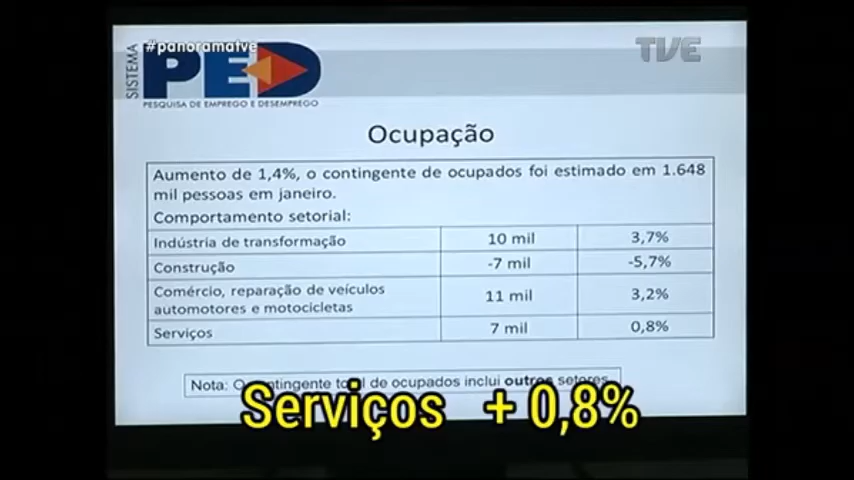 #panoramatve
TVE
SISTEMA
PED
PESQUISA DE EMPREGO E DESEMPREGO
Ocupação
Aumento de 1,4%, o contingente de ocupados foi estimado em 1.648
mil pessoas em janeiro.
Comportamento setorial:
Indústria de transformação 10 mil 3,7%
Construção -7 mil -5,7%
Comércio, reparação de veículos
automotores e motocicletas 11 mil 3,2%
Serviços 7 mil 0,8%
Nota: O contingente total de ocupados inclui outros setores.
Serviços + 0,8%